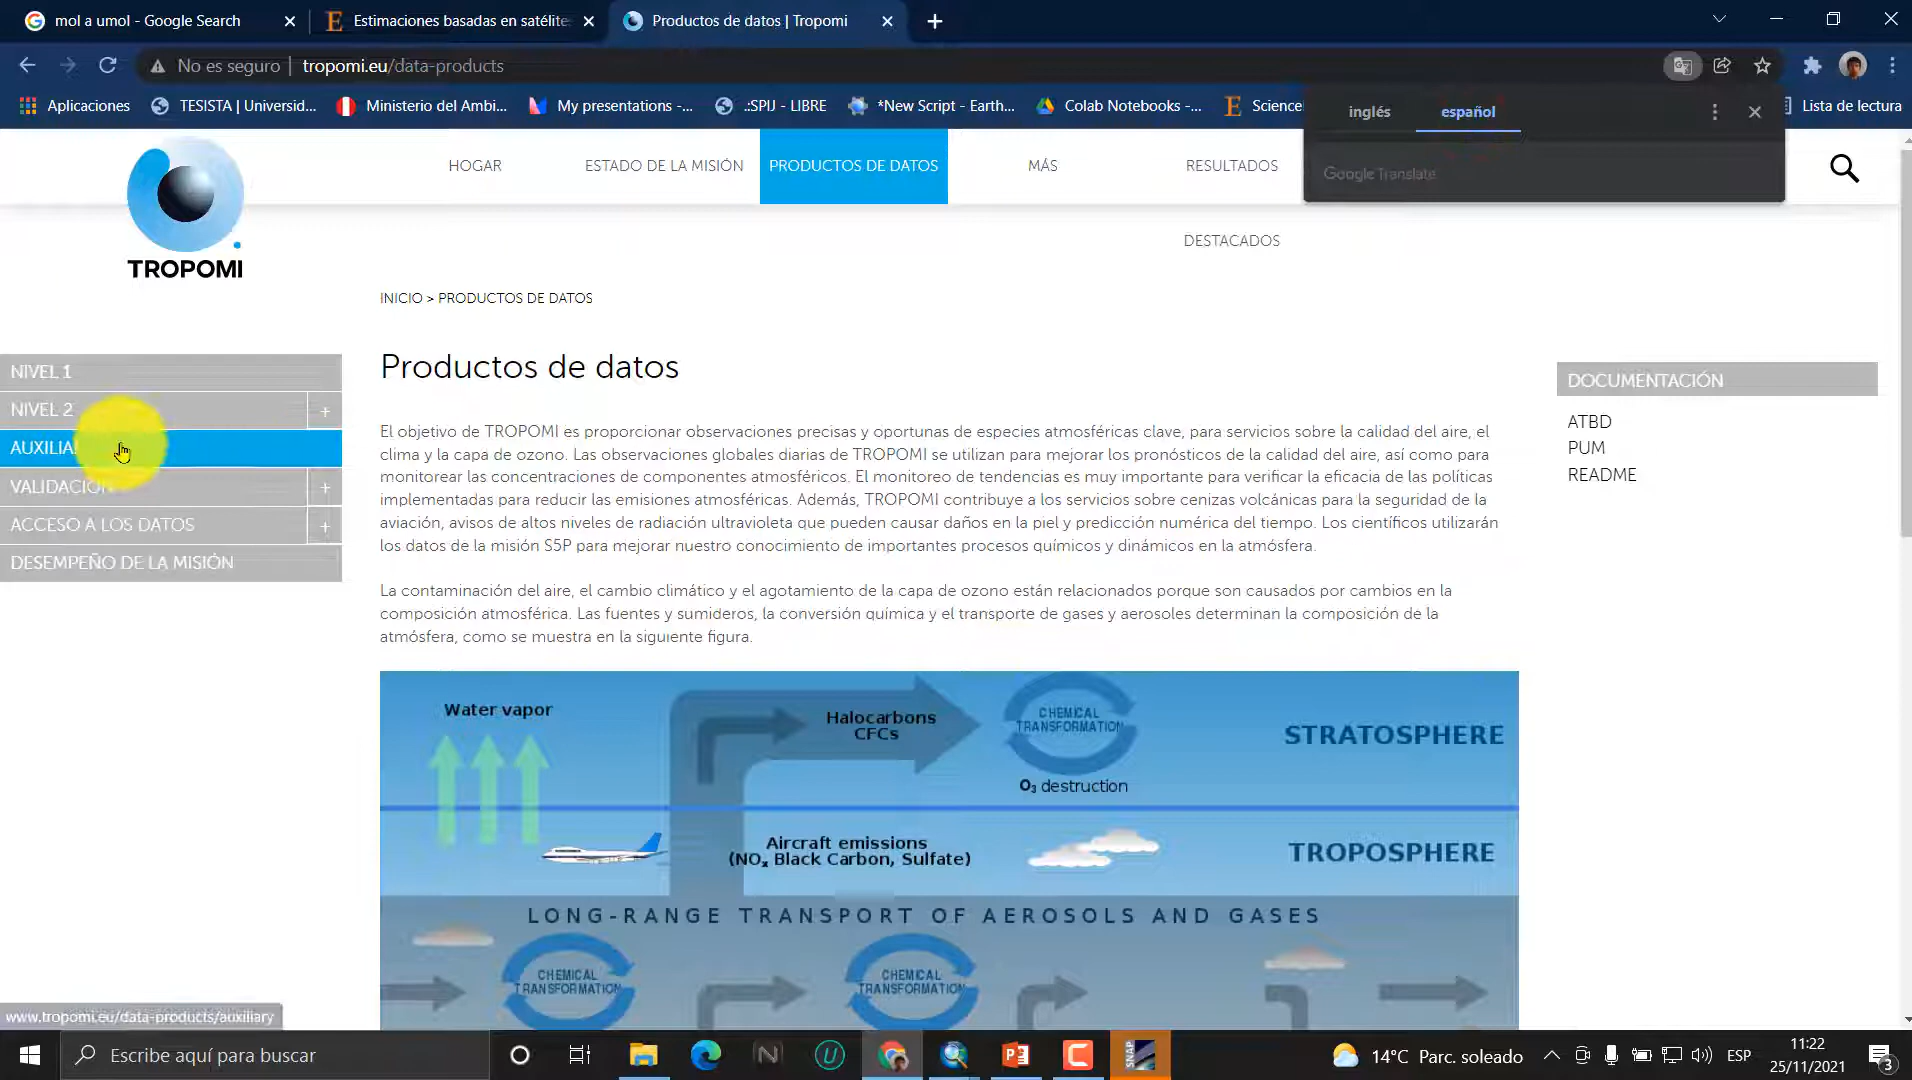 mol a umol - Google Search
Estimaciones basadas en satélite
Productos de datos | Tropomi
No es seguro
tropomi.eu/data-products
Aplicaciones
TESISTA | Universid...
Ministerio del Ambi...
My presentations -...
.:SPIJ - LIBRE
*New Script - Earth...
Colab Notebooks -...
Science
Lista de lectura
inglés
español
Google Translate
TROPOMI
HOGAR
ESTADO DE LA MISIÓN
PRODUCTOS DE DATOS
MÁS
RESULTADOS
DESTACADOS
INICIO > PRODUCTOS DE DATOS
NIVEL 1
NIVEL 2
+
AUXILIA
VALIDACIÓN
+
ACCESO A LOS DATOS
+
DESEMPEÑO DE LA MISIÓN
Productos de datos
El objetivo de TROPOMI es proporcionar observaciones precisas y oportunas de especies atmosféricas clave, para servicios sobre la calidad del aire, el
clima y la capa de ozono. Las observaciones globales diarias de TROPOMI se utilizan para mejorar los pronósticos de la calidad del aire, así como para
monitorear las concentraciones de componentes atmosféricos. El monitoreo de tendencias es muy importante para verificar la eficacia de las políticas
implementadas para reducir las emisiones atmosféricas. Además, TROPOMI contribuye a los servicios sobre cenizas volcánicas para la seguridad de la
aviación, avisos de altos niveles de radiación ultravioleta que pueden causar daños en la piel y predicción numérica del tiempo. Los científicos utilizarán
los datos de la misión S5P para mejorar nuestro conocimiento de importantes procesos químicos y dinámicos en la atmósfera.
La contaminación del aire, el cambio climático y el agotamiento de la capa de ozono están relacionados porque son causados por cambios en la
composición atmosférica. Las fuentes y sumideros, la conversión química y el transporte de gases y aerosoles determinan la composición de la
atmósfera, como se muestra en la siguiente figura.
DOCUMENTACIÓN
ATBD
PUM
README
Water vapor
Halocarbons
CFCs
CHEMICAL
TRANSFORMATION
STRATOSPHERE
O₃ destruction
Aircraft emissions
(NOₓ Black Carbon, Sulfate)
TROPOSPHERE
LONG-RANGE TRANSPORT OF AEROSOLS AND GASES
CHEMICAL
TRANSFORMATION
CHEMICAL
TRANSFORMATION
www.tropomi.eu/data-products/auxiliary
Escribe aquí para buscar
SNAP
14°C Parc. soleado
ESP
11:22
25/11/2021
3